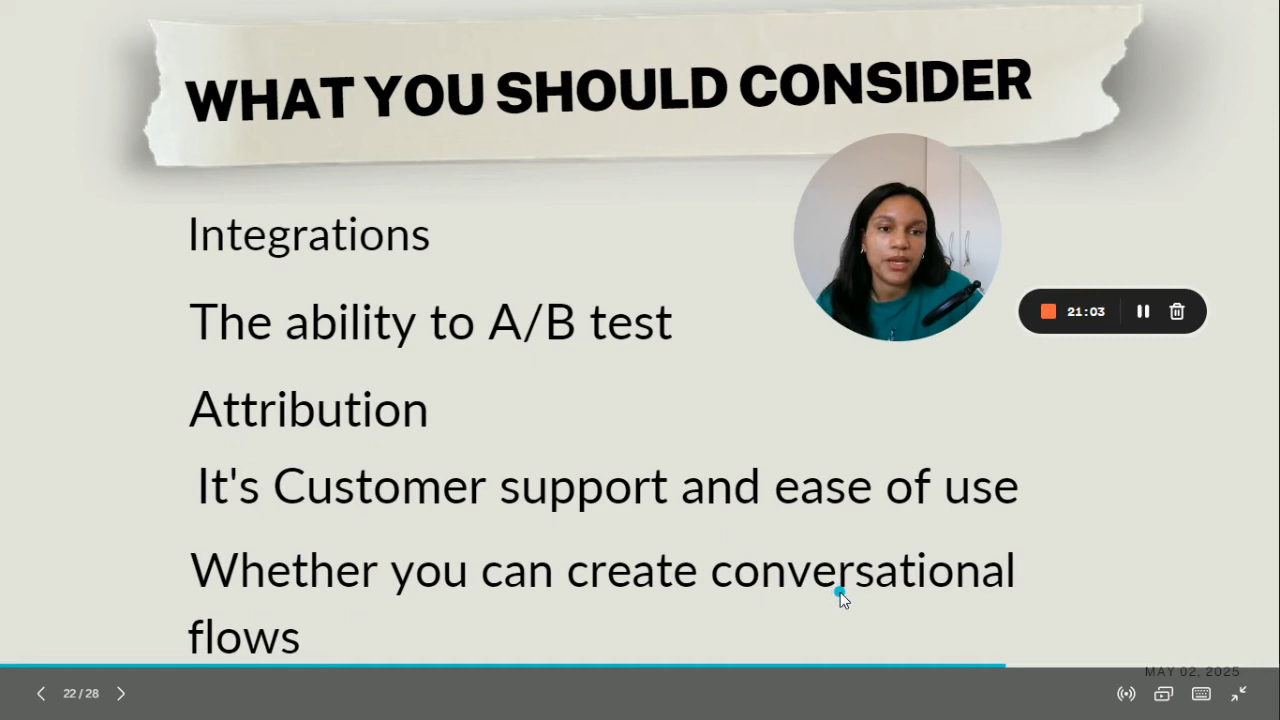 WHAT YOU SHOULD CONSIDER
Integrations
21:03
The ability to A/B test
Attribution
It's Customer support and ease of use
Whether you can create conversational
flows
MAY 02, 2025
22 / 28